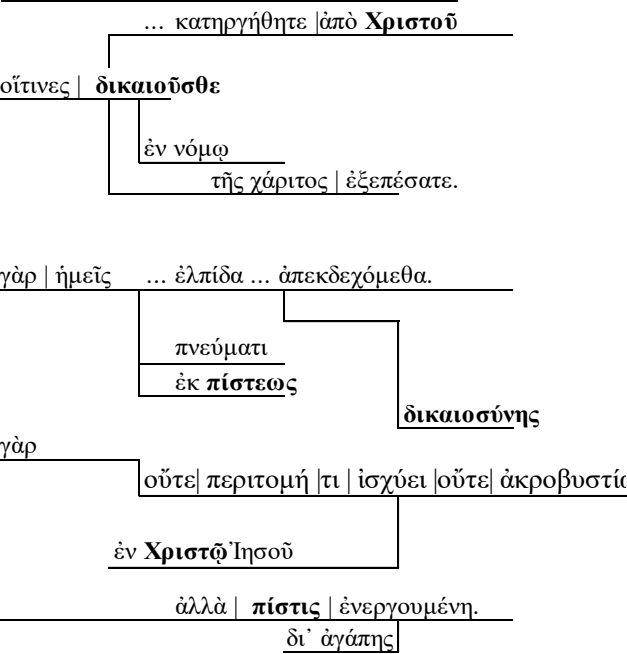 ... κατηργήθητε |ἀπὸ Χριστοῦ
οἵτινες | δικαιοῦσθε
ἐν νόμῳ
τῆς χάριτος | ἐξεπέσατε.
γὰρ | ἡμεῖς ... ἐλπίδα ... ἀπεκδεχόμεθα.
πνεύματι
ἐκ πίστεως
δικαιοσύνης
γὰρ
οὔτε| περιτομή |τι | ἰσχύει |οὔτε|
ἐν Χριστῷ Ἰησοῦ
ἀλλὰ | πίστις | ἐνεργουμένη.
δι᾽ ἀγάπης